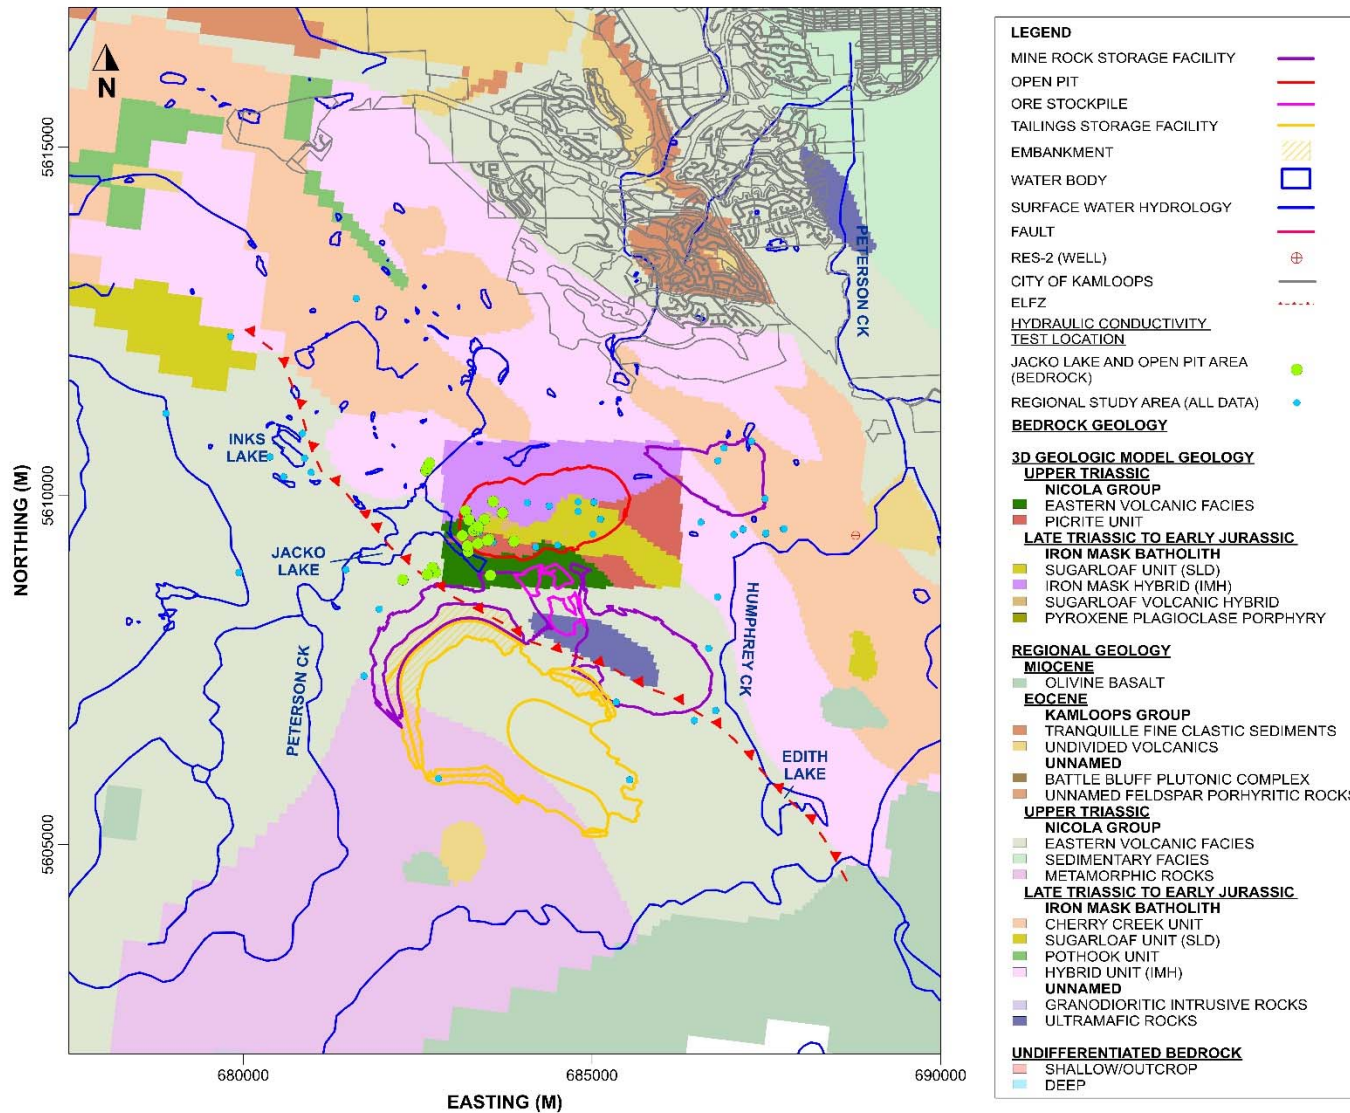 N
5615000
5610000
5605000
NORTHING (M)
680000
685000
690000
EASTING (M)
PETERSON CK
INKS
LAKE
JACKO
LAKE
PETERSON CK
HUMPHREY CK
EDITH
LAKE
LEGEND
MINE ROCK STORAGE FACILITY
OPEN PIT
ORE STOCKPILE
TAILINGS STORAGE FACILITY
EMBANKMENT
WATER BODY
SURFACE WATER HYDROLOGY
FAULT
RES-2 (WELL)
CITY OF KAMLOOPS
ELFZ
HYDRAULIC CONDUCTIVITY
TEST LOCATION
JACKO LAKE AND OPEN PIT AREA
(BEDROCK)
REGIONAL STUDY AREA (ALL DATA)
BEDROCK GEOLOGY
3D GEOLOGIC MODEL GEOLOGY
UPPER TRIASSIC
NICOLA GROUP
EASTERN VOLCANIC FACIES
PICRITE UNIT
LATE TRIASSIC TO EARLY JURASSIC
IRON MASK BATHOLITH
SUGARLOAF UNIT (SLD)
IRON MASK HYBRID (IMH)
SUGARLOAF VOLCANIC HYBRID
PYROXENE PLAGIOCLASE PORPHYRY
REGIONAL GEOLOGY
MIOCENE
OLIVINE BASALT
EOCENE
KAMLOOPS GROUP
TRANQUILLE FINE CLASTIC SEDIMENTS
UNDIVIDED VOLCANICS
UNNAMED
BATTLE BLUFF PLUTONIC COMPLEX
UNNAMED FELDSPAR PORPHYRITIC ROCKS
UPPER TRIASSIC
NICOLA GROUP
EASTERN VOLCANIC FACIES
SEDIMENTARY FACIES
METAMORPHIC ROCKS
LATE TRIASSIC TO EARLY JURASSIC
IRON MASK BATHOLITH
CHERRY CREEK UNIT
SUGARLOAF UNIT (SLD)
POTHOOK UNIT
HYBRID UNIT (IMH)
UNNAMED
GRANODIORITIC INTRUSIVE ROCKS
ULTRAMAFIC ROCKS
UNDIFFERENTIATED BEDROCK
SHALLOW/OUTCROP
DEEP